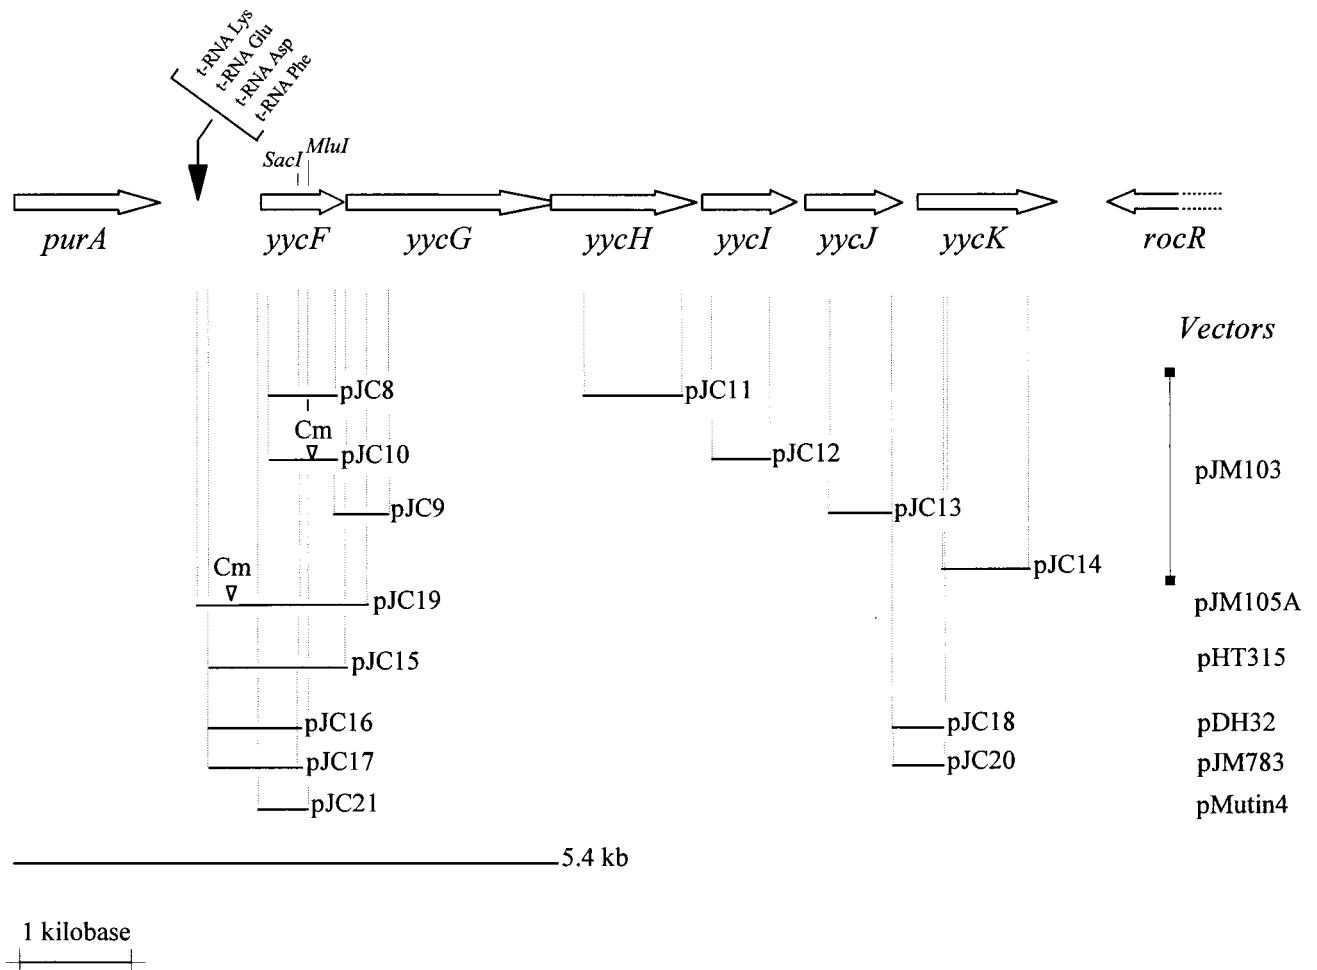 t-RNA Lys
t-RNA Glu
t-RNA Asp
t-RNA Phe
SacI MluI
purA yycF yycG yycH yycI yycJ yycK rocR
Vectors
pJC8 pJC11
Cm
pJC10 pJC12 pJM103
pJC9 pJC13
Cm pJC14
pJC19 pJM105A
pJC15 pHT315
pJC16 pJC18 pDH32
pJC17 pJC20 pJM783
pJC21 pMutin4
5.4 kb
1 kilobase